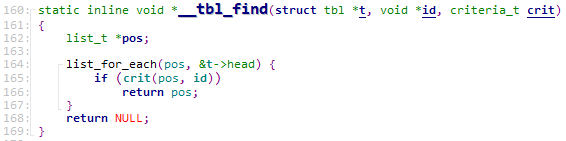 160: static inline void *__tbl_find(struct tbl *t, void *id, criteria_t crit)
161: {
162:     list_t *pos;
163:
164:     list_for_each(pos, &t->head) {
165:         if (crit(pos, id))
166:             return pos;
167:     }
168:     return NULL;
169: }